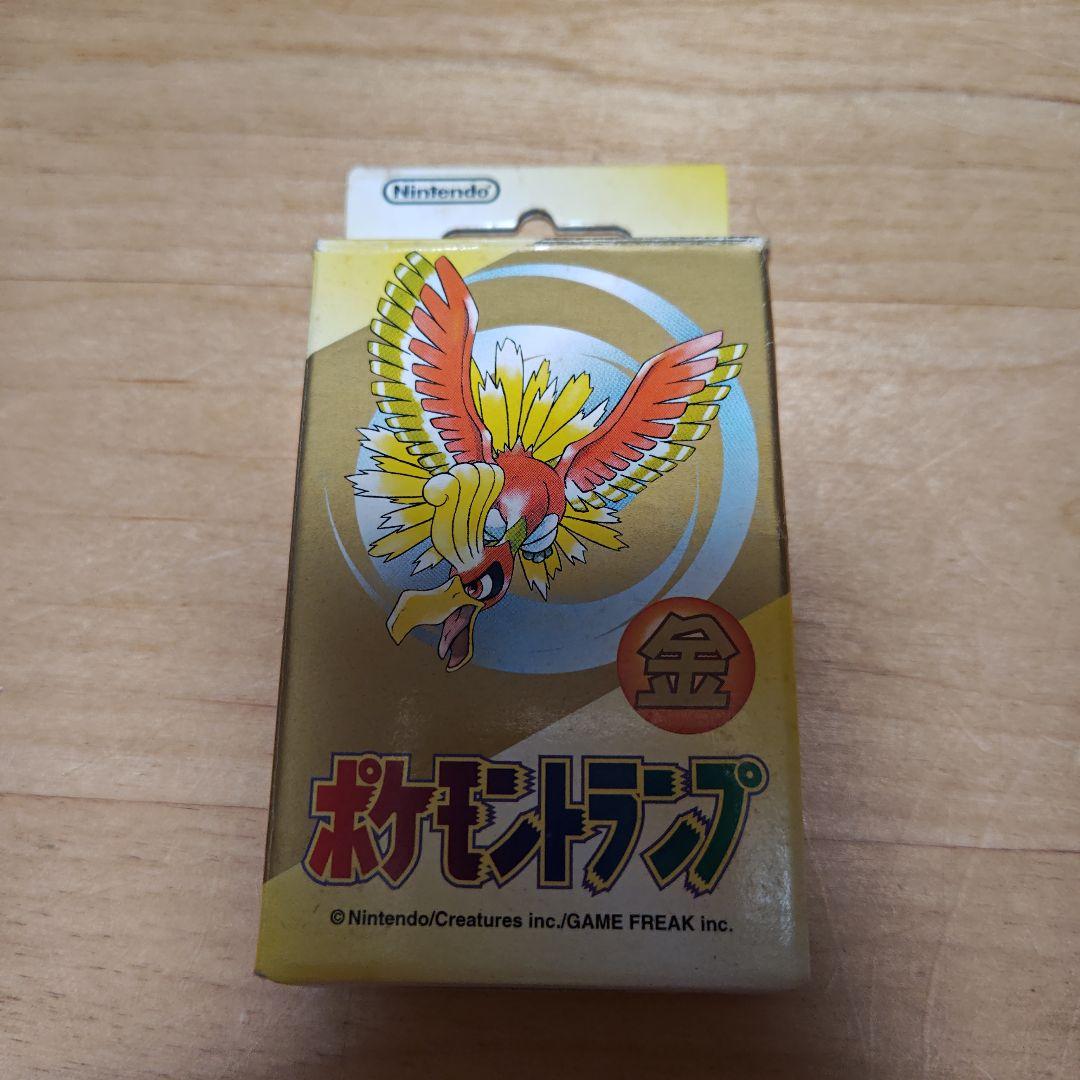 Nintendo
金
ポケモントランプ
©Nintendo/Creatures inc./GAME FREAK inc.